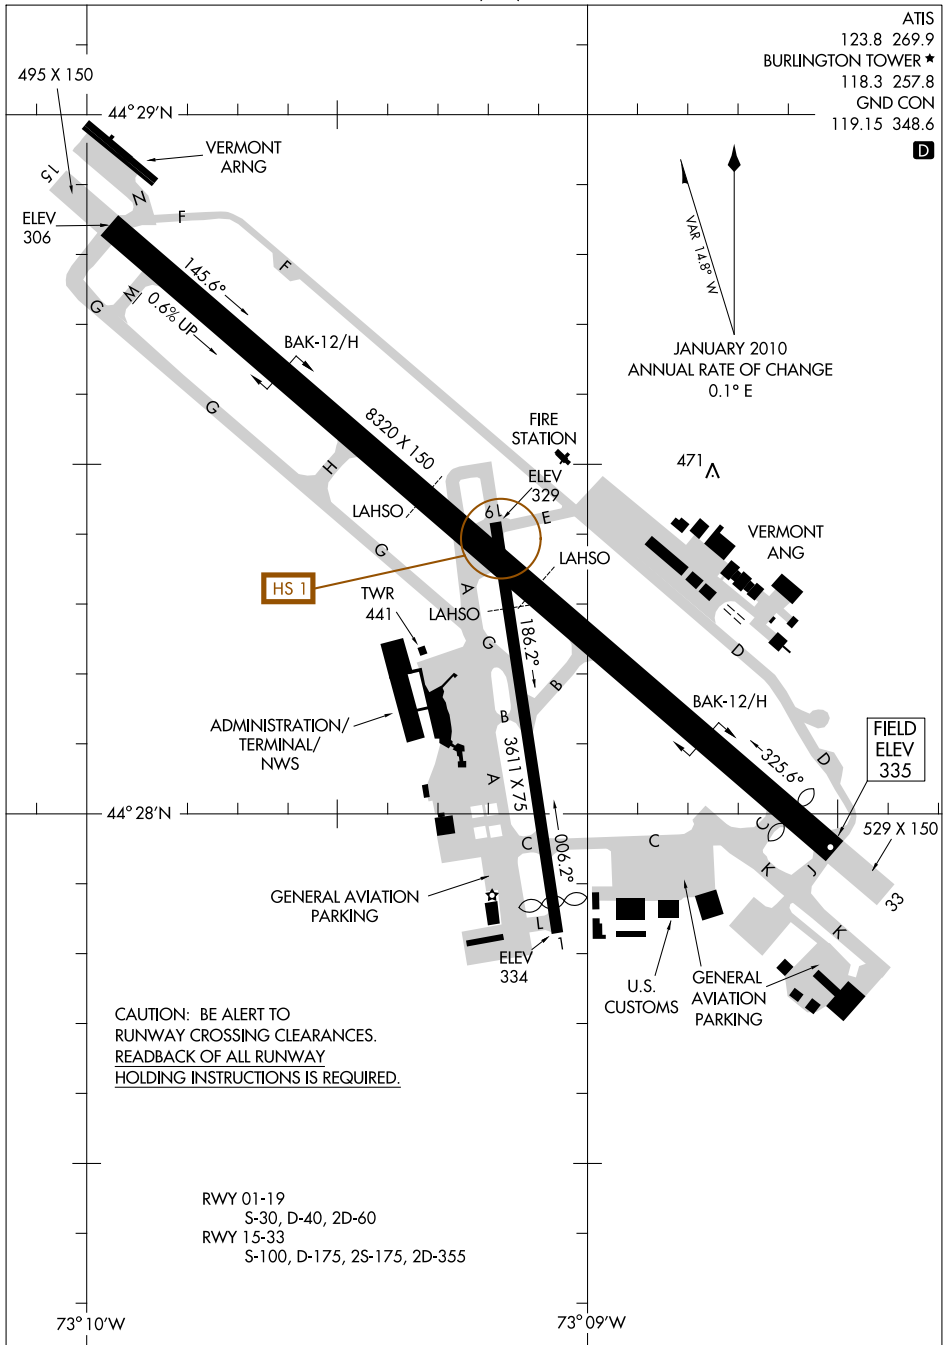 ATIS
123.8 269.9
BURLINGTON TOWER ★
118.3 257.8
GND CON
119.15 348.6
D
495 X 150
44°29'N
VERMONT
ARNG
15
N
F
ELEV
306
F
145.6°
VAR 14.8° W
G
M
0.6% UP
BAK-12/H
JANUARY 2010
ANNUAL RATE OF CHANGE
0.1° E
G
8320 X 150
FIRE
STATION
H
471
ELEV
329
LAHSO
19
E
VERMONT
ANG
G
LAHSO
HS 1
A
TWR
441
LAHSO
186.2°
G
D
B
BAK-12/H
ADMINISTRATION/
TERMINAL/
NWS
B
FIELD
ELEV
335
3611 X 75
325.6°
D
A
44°28'N
C
529 X 150
C
C
006.2°
K
J
GENERAL AVIATION
PARKING
33
L
1
K
ELEV
334
U.S.
CUSTOMS
GENERAL
AVIATION
PARKING
CAUTION: BE ALERT TO
RUNWAY CROSSING CLEARANCES.
READBACK OF ALL RUNWAY
HOLDING INSTRUCTIONS IS REQUIRED.
RWY 01-19
S-30, D-40, 2D-60
RWY 15-33
S-100, D-175, 2S-175, 2D-355
73°10'W
73°09'W